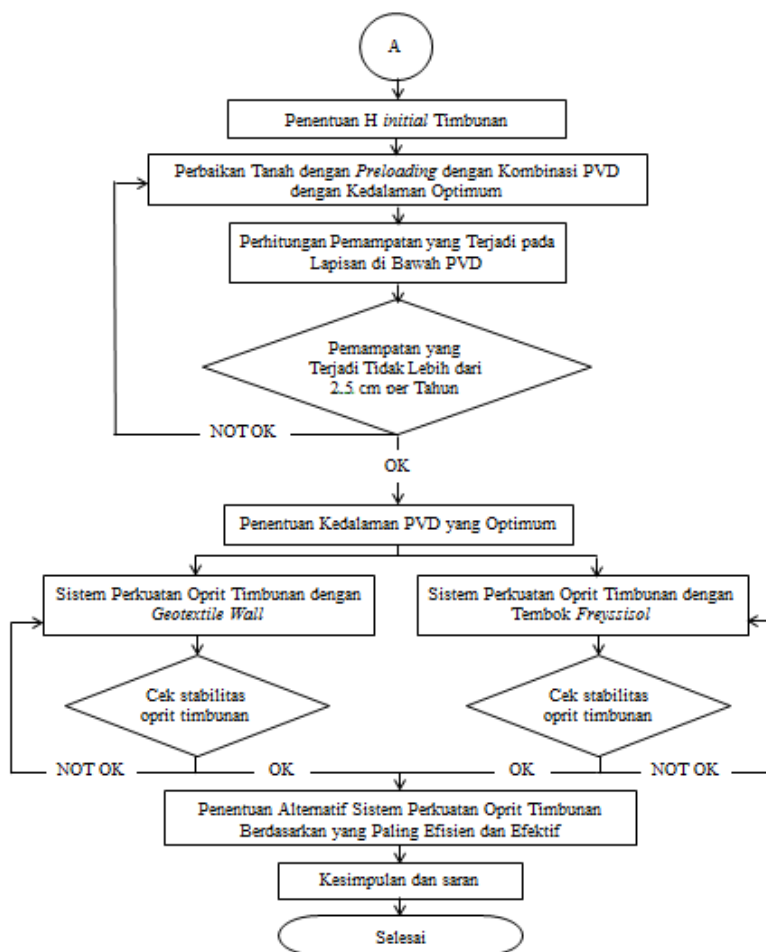 A
Penentuan H initial Timbunan
Perbaikan Tanah dengan Preloading dengan Kombinasi PVD
dengan Kedalaman Optimum
Perhitungan Pemampatan yang Terjadi pada
Lapisan di Bawah PVD
Pemampatan yang
Terjadi Tidak Lebih dari
2,5 cm per Tahun
NOT OK
OK
Penentuan Kedalaman PVD yang Optimum
Sistem Perkuatan Oprit Timbunan dengan
Geotextile Wall
Sistem Perkuatan Oprit Timbunan dengan
Tembok Freyssisol
Cek stabilitas
oprit timbunan
Cek stabilitas
oprit timbunan
NOT OK
OK
OK
NOT OK
Penentuan Alternatif Sistem Perkuatan Oprit Timbunan
Berdasarkan yang Paling Efisien dan Efektif
Kesimpulan dan saran
Selesai